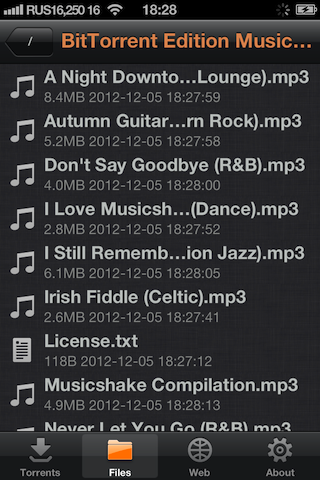 RUS16,250 16 18:28
/ BitTorrent Edition Music...
A Night Downto...Lounge).mp3
8.4MB 2012-12-05 18:27:59
Autumn Guitar...rn Rock).mp3
5.2MB 2012-12-05 18:27:58
Don't Say Goodbye (R&B).mp3
4.0MB 2012-12-05 18:28:00
I Love Musicsh...(Dance).mp3
2.8MB 2012-12-05 18:27:52
I Still Rememb...ion Jazz).mp3
6.1MB 2012-12-05 18:28:05
Irish Fiddle (Celtic).mp3
2.6MB 2012-12-05 18:27:41
License.txt
118B 2012-12-05 18:27:12
Musicshake Compilation.mp3
4.9MB 2012-12-05 18:28:10
Never Let You Go (R&B).mp3
Torrents Files Web About